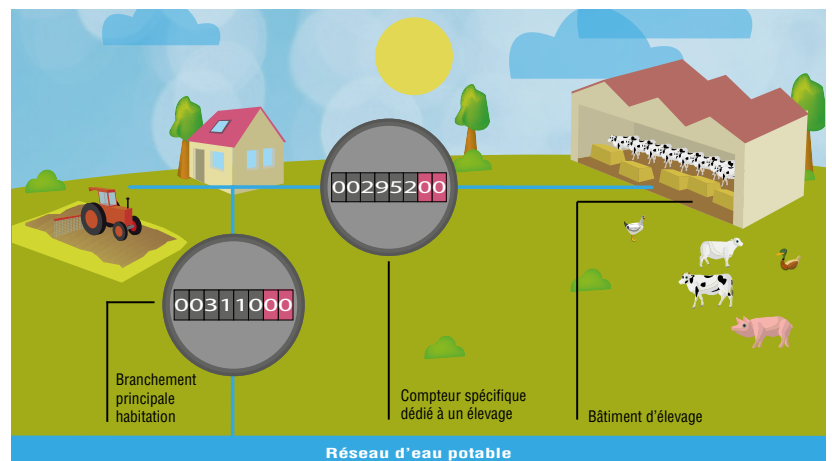 00295200
00311000
Branchement
principale
habitation
Compteur spécifique
dédié à un élevage
Bâtiment d'élevage
Réseau d'eau potable